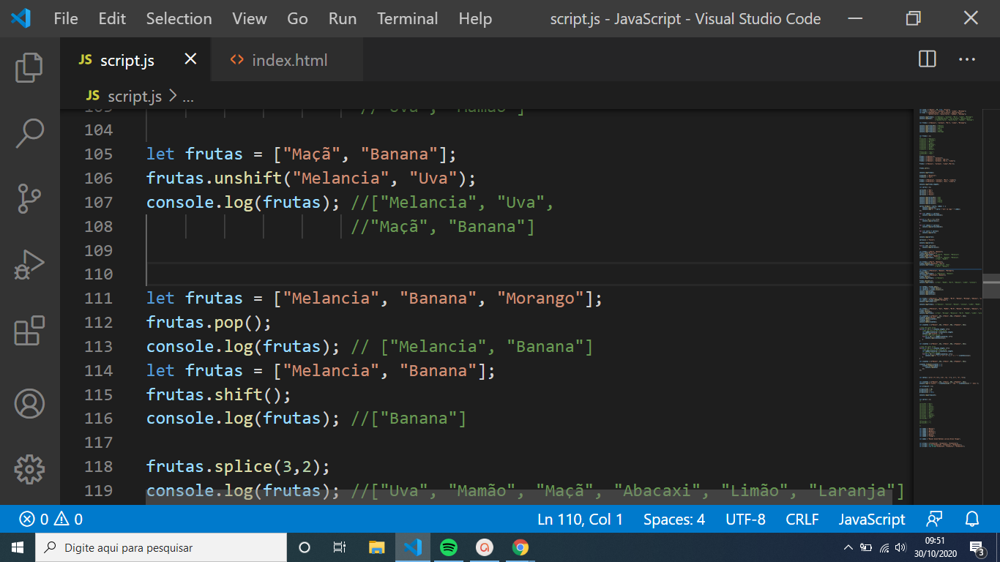 File Edit Selection View Go Run Terminal Help script.js - JavaScript - Visual Studio Code
JS script.js index.html
JS script.js > ...
103 //"Uva", "Mamão"]
104
105 let frutas = ["Maçã", "Banana"];
106 frutas.unshift("Melancia", "Uva");
107 console.log(frutas); //["Melancia", "Uva",
108 //"Maçã", "Banana"]
109
110
111 let frutas = ["Melancia", "Banana", "Morango"];
112 frutas.pop();
113 console.log(frutas); // ["Melancia", "Banana"]
114 let frutas = ["Melancia", "Banana"];
115 frutas.shift();
116 console.log(frutas); //["Banana"]
117
118 frutas.splice(3,2);
119 console.log(frutas); //["Uva", "Mamão", "Maçã", "Abacaxi", "Limão", "Laranja"]
0 0 Ln 110, Col 1 Spaces: 4 UTF-8 CRLF JavaScript
Digite aqui para pesquisar
09:51
30/10/2020
3